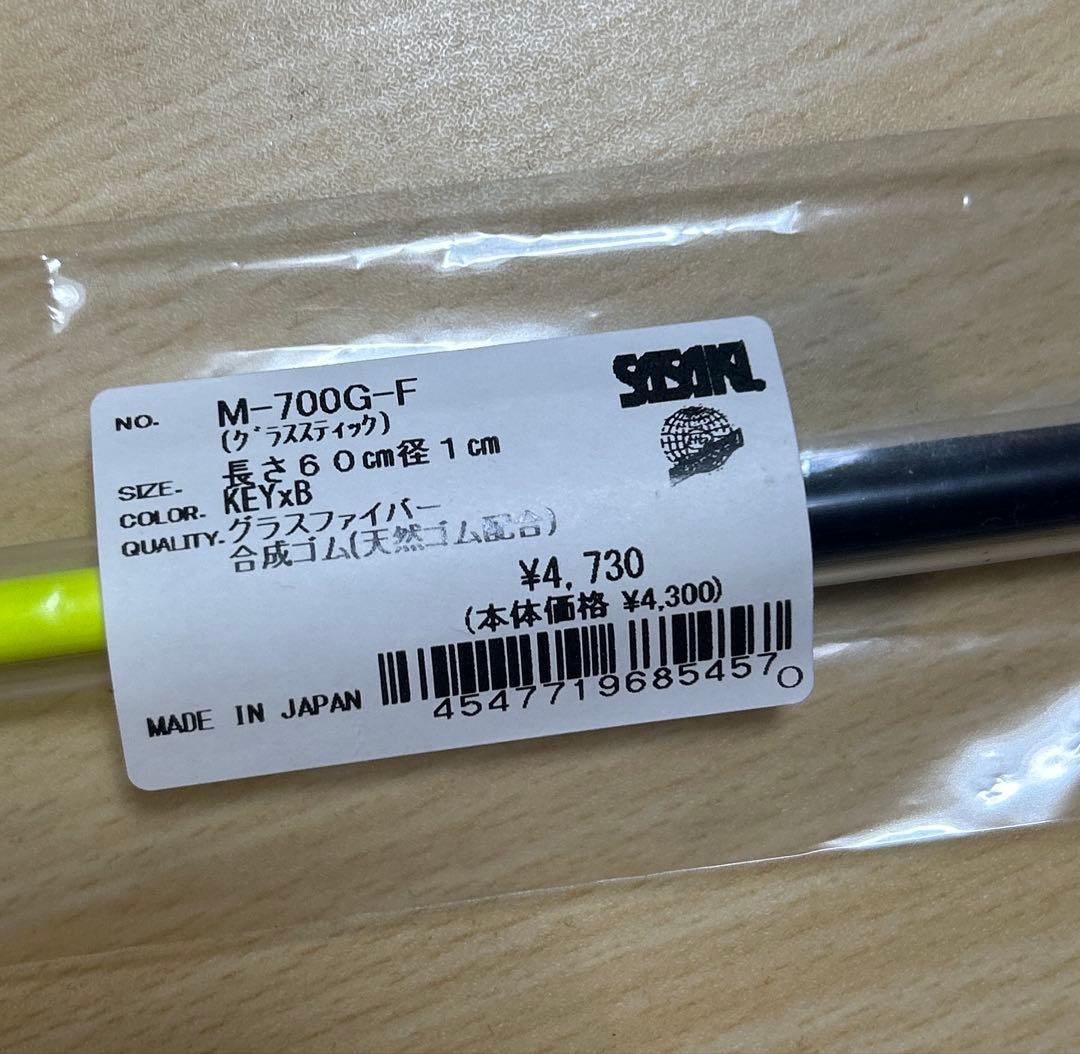 SASAKI
NO. M-700G-F
(グラススティック)
SIZE. 長さ60cm径1cm
COLOR. KEYxB
QUALITY. グラスファイバー
合成ゴム(天然ゴム配合)
¥4,730
(本体価格 ¥4,300)
MADE IN JAPAN
4547719685457
0